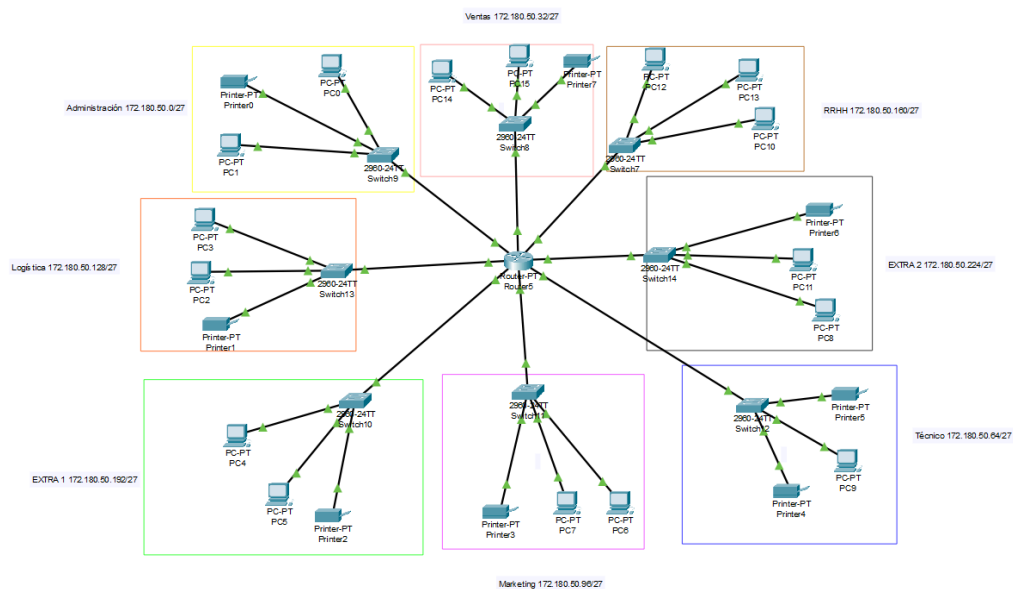 Ventas 172.180.50.32/27
Administración 172.180.50.0/27
Printer-PT
Printer0
PC-PT
PC0
PC-PT
PC1
2960-24TT
Switch9
PC-PT
PC14
PC-PT
PC15
Printer-PT
Printer7
2960-24TT
Switch8
PC-PT
PC12
PC-PT
PC13
PC-PT
PC10
2960-24TT
Switch7
RRHH 172.180.50.160/27
Logística 172.180.50.128/27
PC-PT
PC3
PC-PT
PC2
Printer-PT
Printer1
2960-24TT
Switch13
Router-PT
Router5
2960-24TT
Switch14
Printer-PT
Printer6
PC-PT
PC11
PC-PT
PC8
EXTRA 2 172.180.50.224/27
EXTRA 1 172.180.50.192/27
2960-24TT
Switch10
PC-PT
PC4
PC-PT
PC5
Printer-PT
Printer2
2960-24TT
Switch11
Printer-PT
Printer3
PC-PT
PC7
PC-PT
PC6
2960-24TT
Switch12
Printer-PT
Printer5
PC-PT
PC9
Printer-PT
Printer4
Técnico 172.180.50.64/27
Marketing 172.180.50.96/27